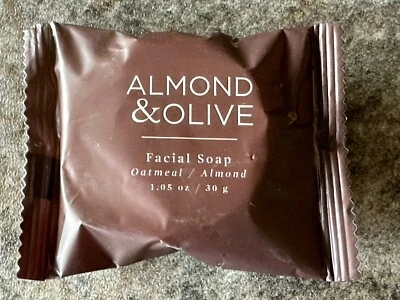 ALMOND
&OLIVE
Facial Soap
Oatmeal / Almond
1.05 oz / 30 g